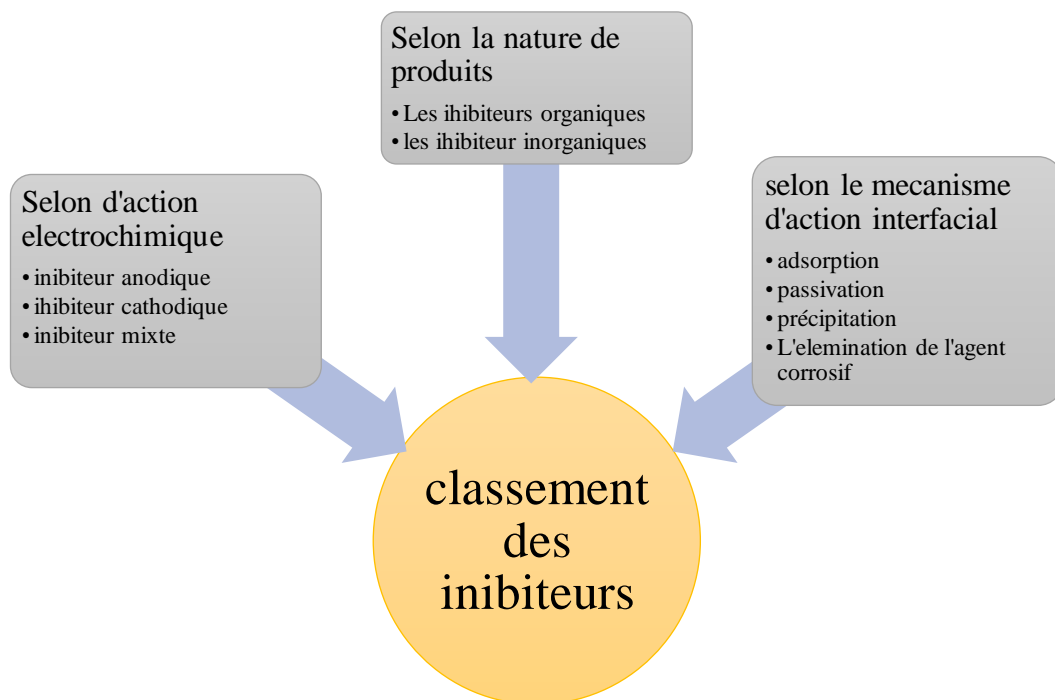 Selon la nature de
produits
• Les ihibiteurs organiques
• les ihibiteur inorganiques
Selon d'action
electrochimique
• inibiteur anodique
• ihibiteur cathodique
• inibiteur mixte
selon le mecanisme
d'action interfacial
• adsorption
• passivation
• précipitation
• L'elemination de l'agent
corrosif
classement
des
inibiteurs